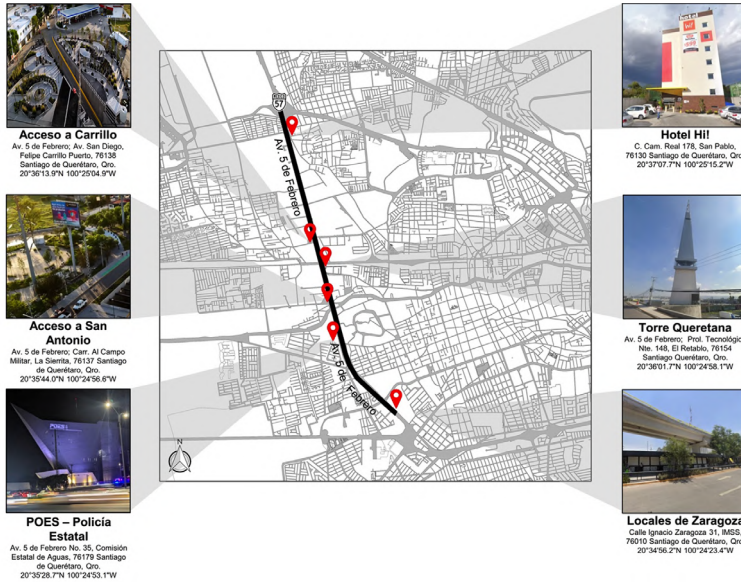 Acceso a Carrillo
Av. 5 de Febrero; Av. San Diego,
Felipe Carrillo Puerto, 76138
Santiago de Querétaro, Qro.
20°36'13.9"N 100°25'04.9"W
Acceso a San
Antonio
Av. 5 de Febrero; Carr. Al Campo
Militar, La Sierrita, 76137 Santiago
de Querétaro, Qro.
20°35'44.0"N 100°24'56.6"W
POES
POES – Policía
Estatal
Av. 5 de Febrero No. 35, Comisión
Estatal de Aguas, 76179 Santiago
de Querétaro, Qro.
20°35'28.7"N 100°24'53.1"W
57
Av. 5 de Febrero
Av. 5 de Febrero
N
hotel
hi!
Hotel Hi!
C. Cam. Real 178, San Pablo,
76130 Santiago de Querétaro, Qro
20°37'07.7"N 100°25'15.2"W
Torre Queretana
Av. 5 de Febrero; Prol. Tecnológic
Nte. 148, El Retablo, 76154
Santiago Querétaro, Qro.
20°36'01.7"N 100°24'58.1"W
Locales de Zaragoza
Calle Ignacio Zaragoza 31, IMSS,
76010 Santiago de Querétaro, Qro
20°34'56.2"N 100°24'23.4"W